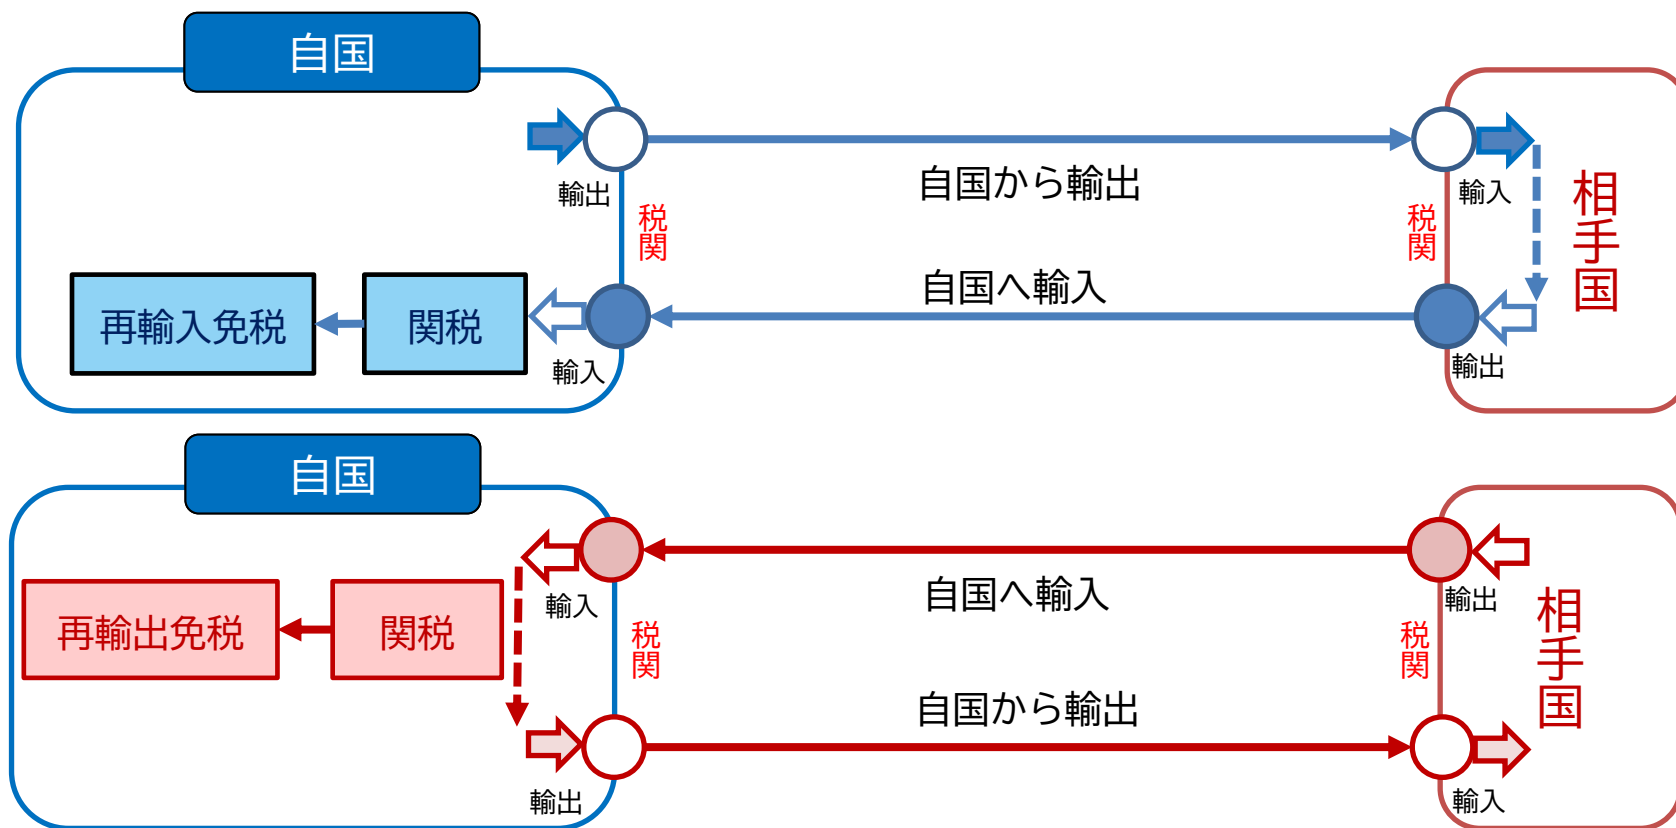 自国
輸出
自国から輸出
輸入
税関
税関
相手国
自国へ輸入
再輸入免税
関税
輸入
輸出
自国
輸入
自国へ輸入
輸出
再輸出免税
関税
税関
税関
相手国
自国から輸出
輸出
輸入